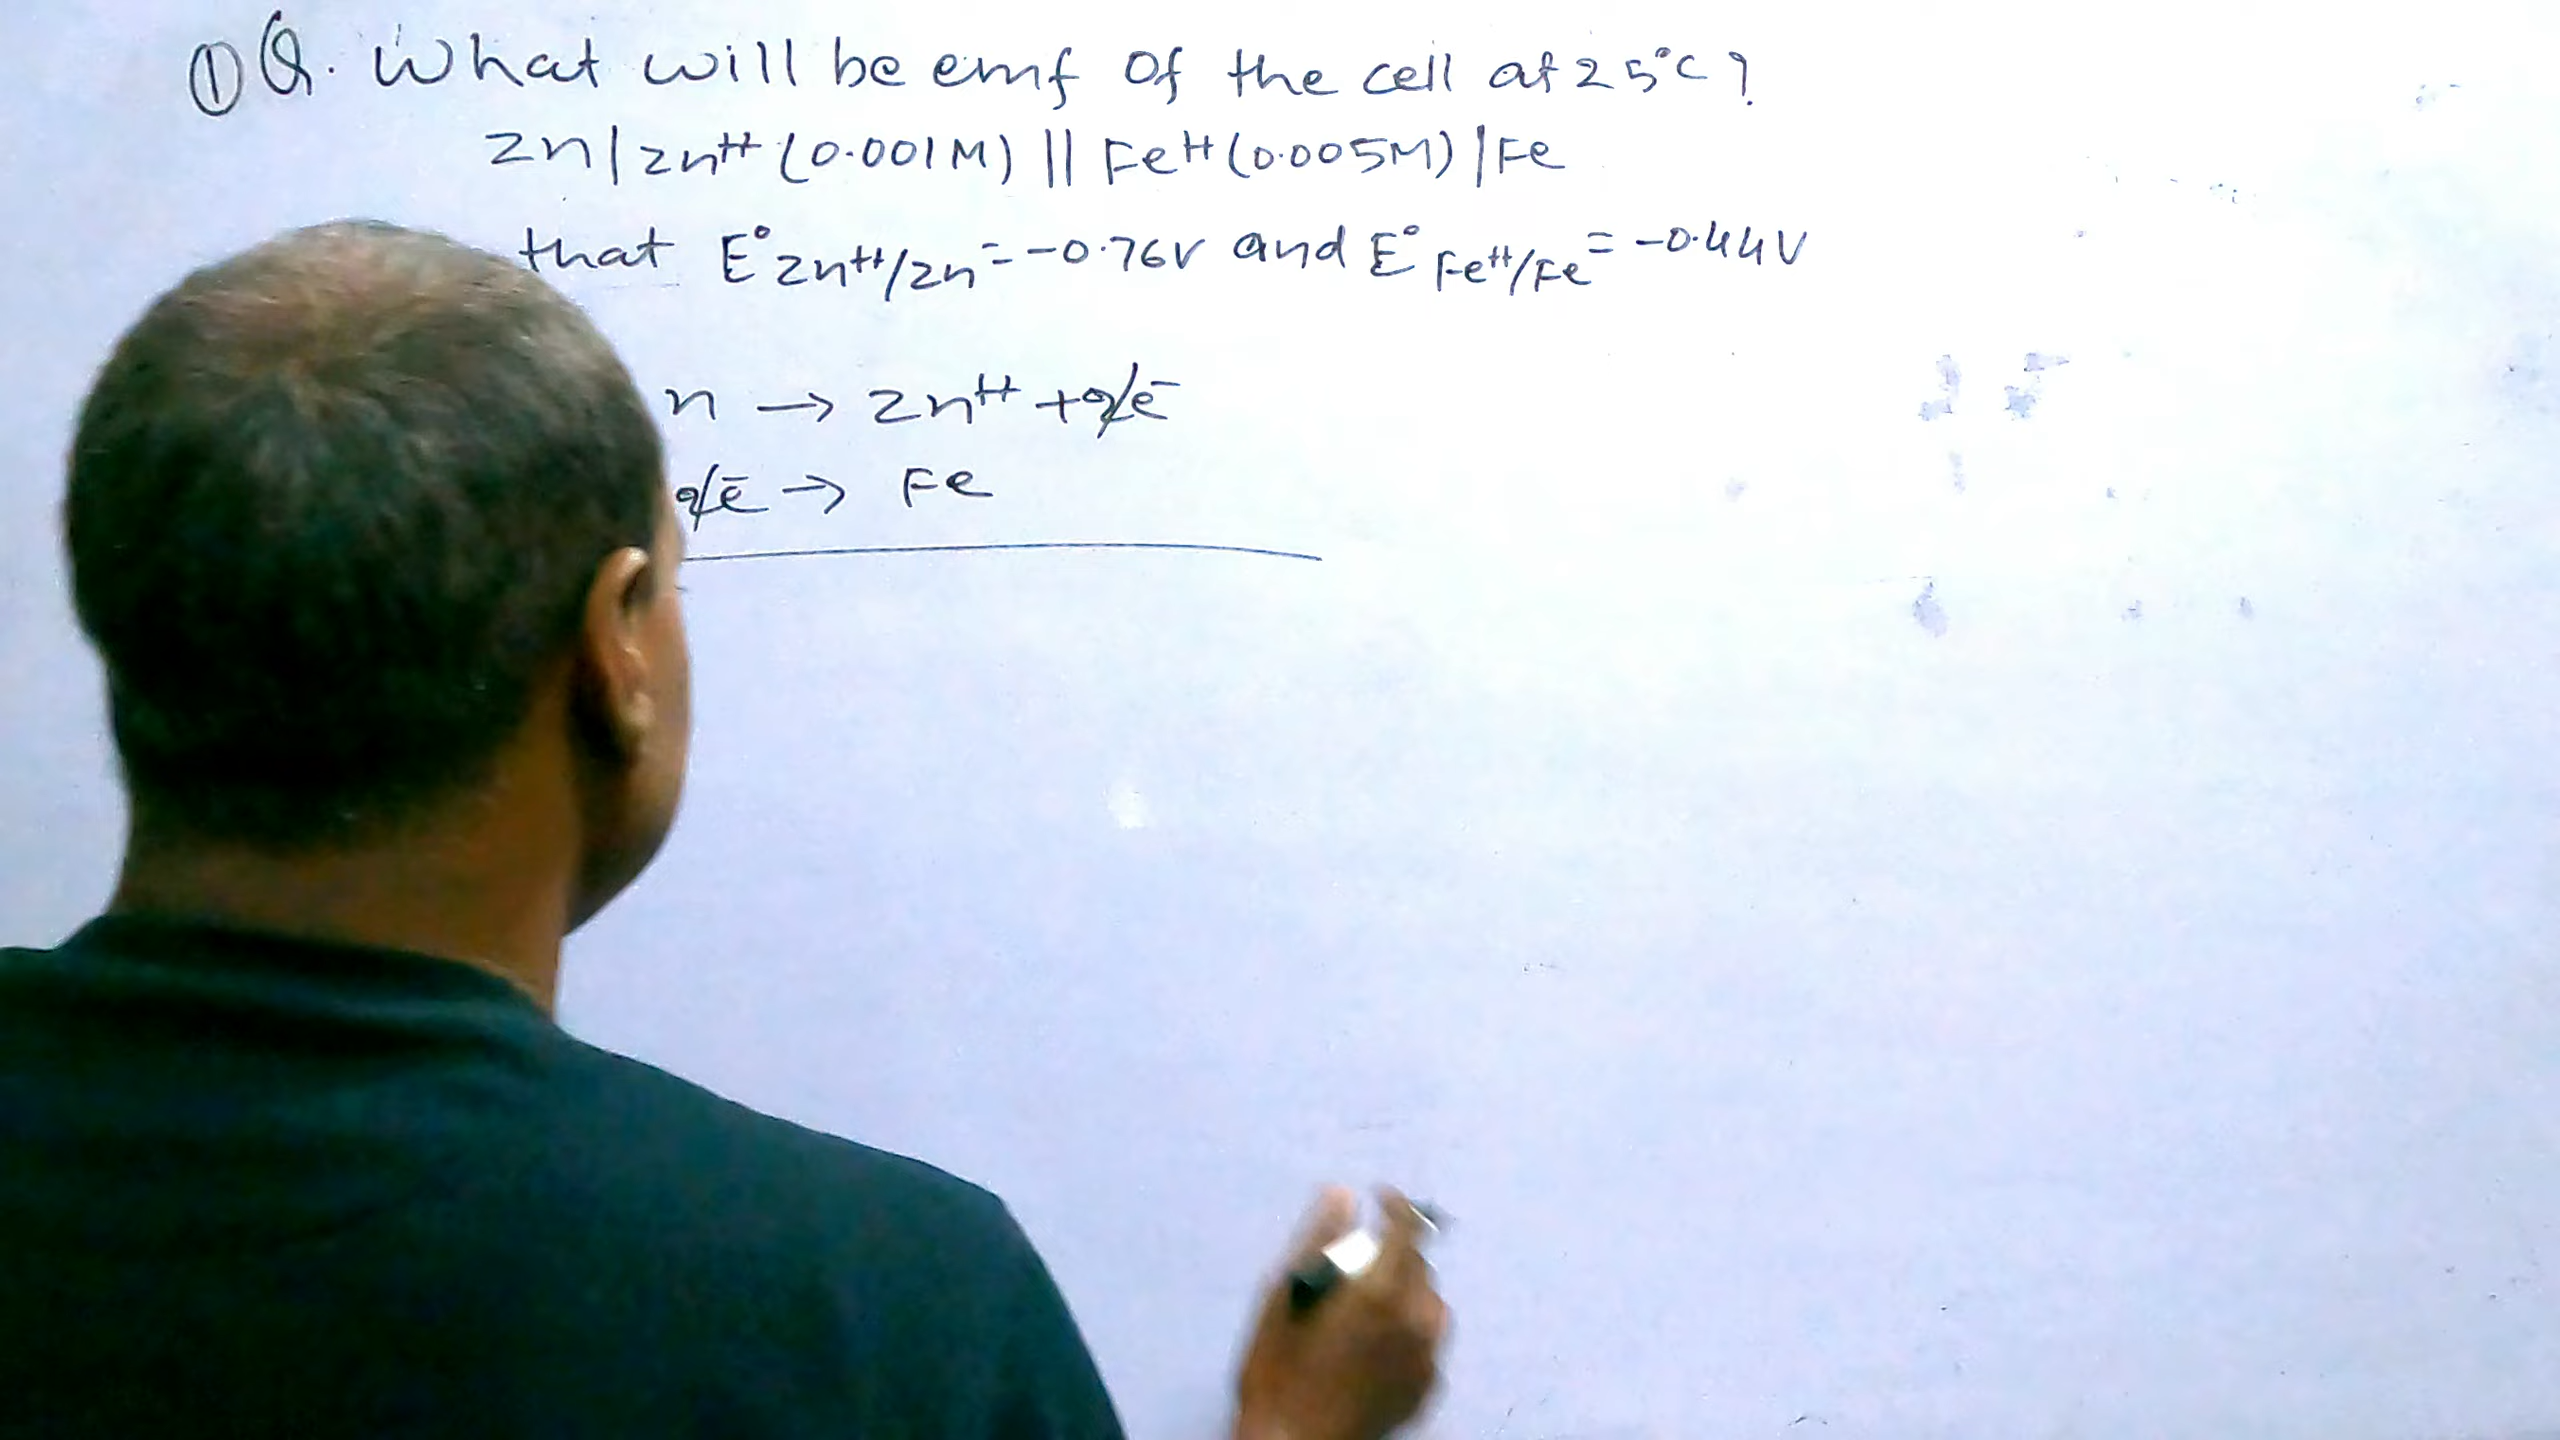 ① Q. What will be emf of the cell at 25°C?
Zn | Zn⁺⁺ (0.001M) || Fe⁺⁺ (0.005M) | Fe
that E°Zn⁺⁺/Zn = -0.76V and E°Fe⁺⁺/Fe = -0.44V
n → Zn⁺⁺ + 2e⁻
2e⁻ → Fe